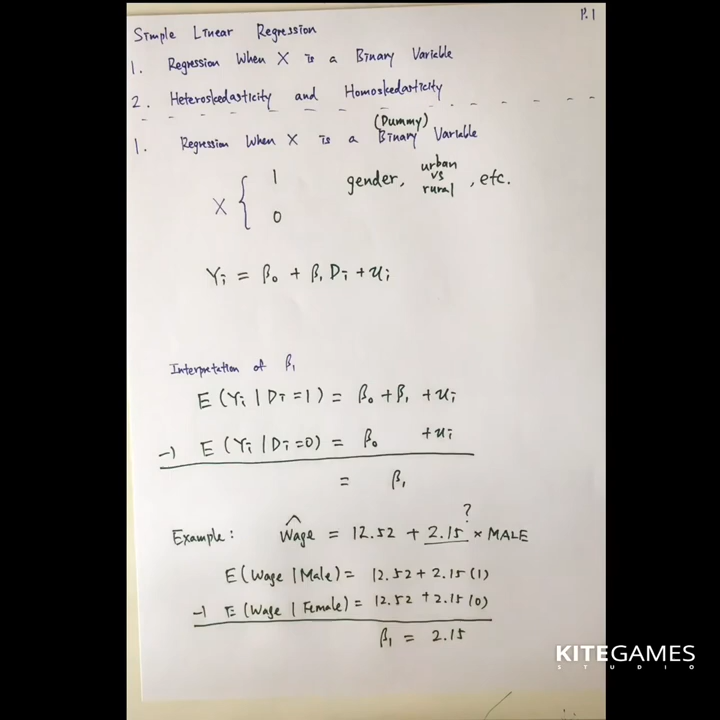 P.1
Simple Linear Regression
1. Regression When X is a Binary Variable
2. Heteroskedasticity and Homoskedasticity
(Dummy)
1. Regression When X is a Binary Variable
X { 1
0
gender, urban vs rural, etc.
Yi = β₀ + β₁ Di + ui
Interpretation of β₁
E (Yi | Di = 1) = β₀ + β₁ + ui
-) E (Yi | Di = 0) = β₀ + ui
= β₁
?
Example: Ŵage = 12.52 + 2.15 × MALE
E (Wage | Male) = 12.52 + 2.15 (1)
-) E (Wage | Female) = 12.52 + 2.15 (0)
β₁ = 2.15
KITEGAMES
STUDIO